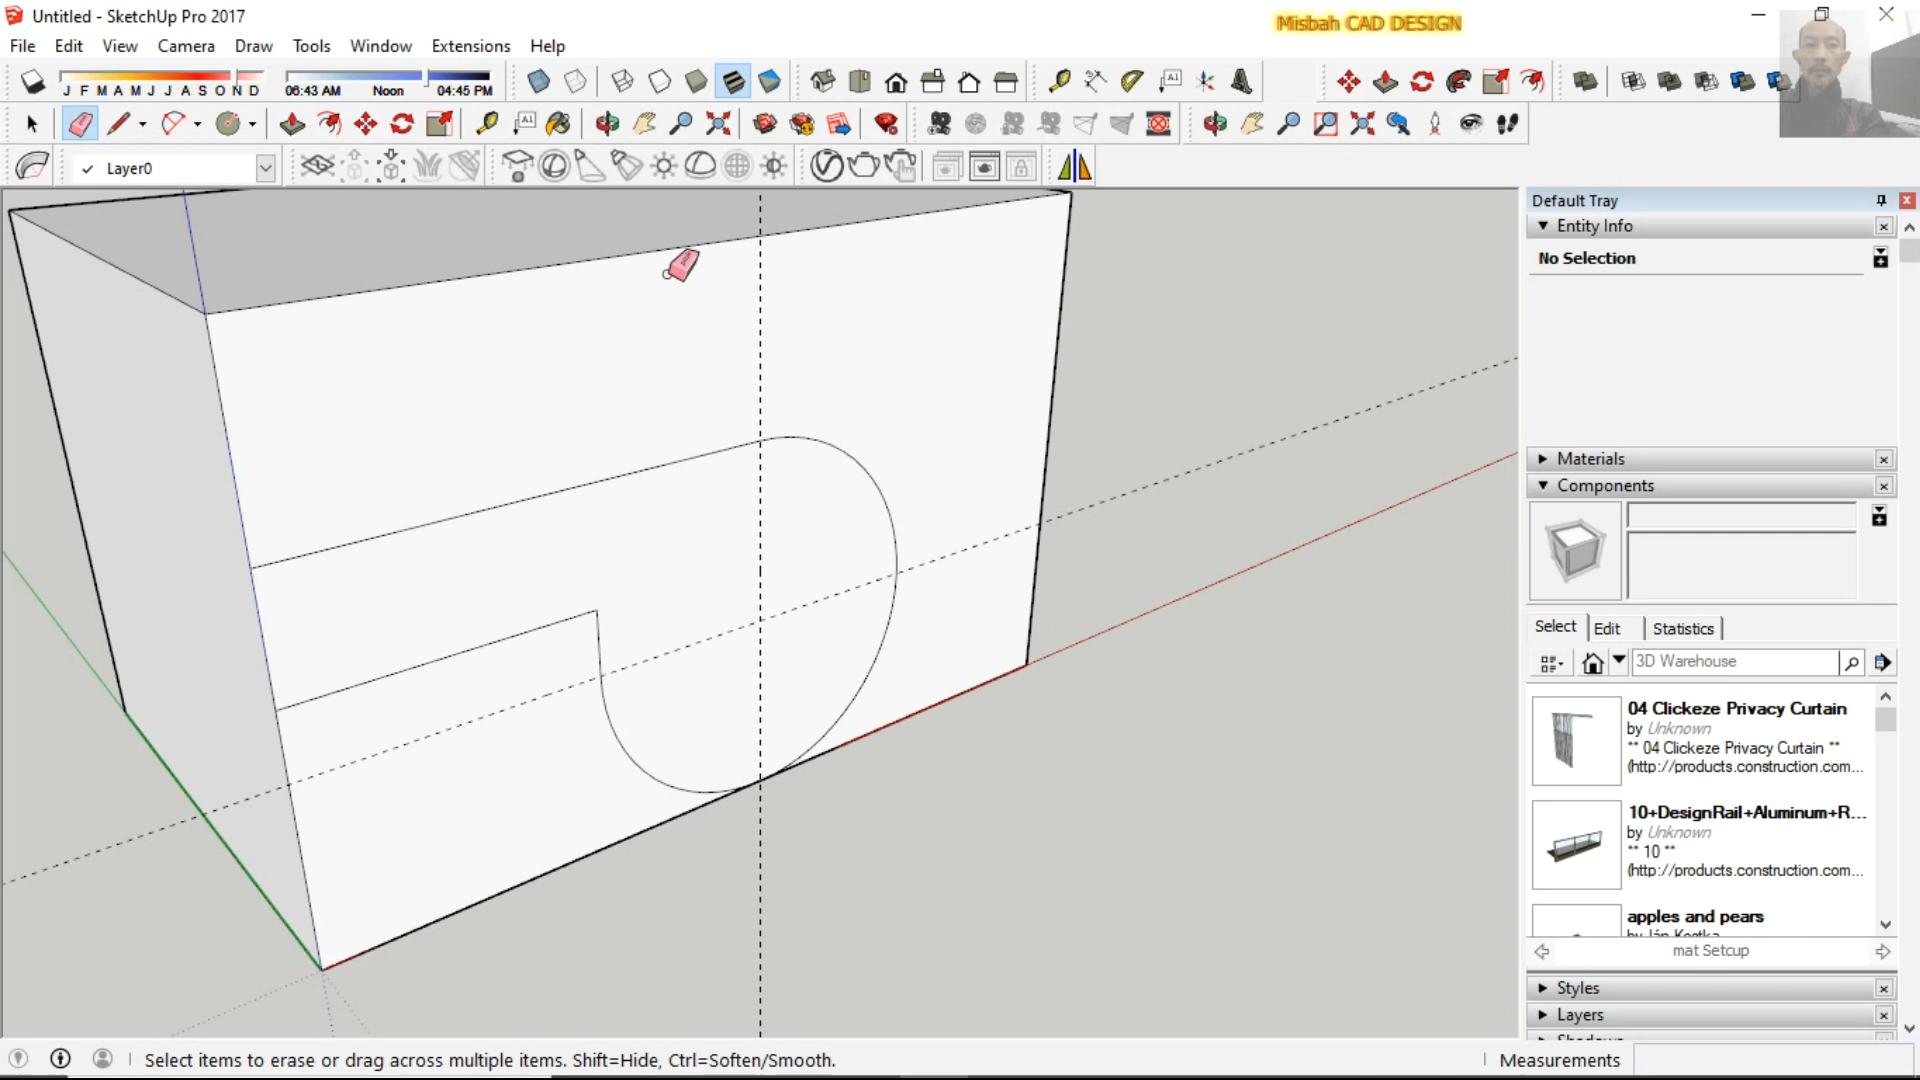 Untitled - SketchUp Pro 2017
Misbah CAD DESIGN
File Edit View Camera Draw Tools Window Extensions Help
J F M A M J J A S O N D
06:43 AM Noon 04:45 PM
A1
A1
Layer0
Default Tray
Entity Info
No Selection
Materials
Components
Select Edit Statistics
3D Warehouse
04 Clickeze Privacy Curtain
by Unknown
** 04 Clickeze Privacy Curtain **
(http://products.construction.com...
10+DesignRail+Aluminum+R...
by Unknown
** 10 **
(http://products.construction.com...
apples and pears
mat Setcup
Styles
Layers
Select items to erase or drag across multiple items. Shift=Hide, Ctrl=Soften/Smooth.
Measurements